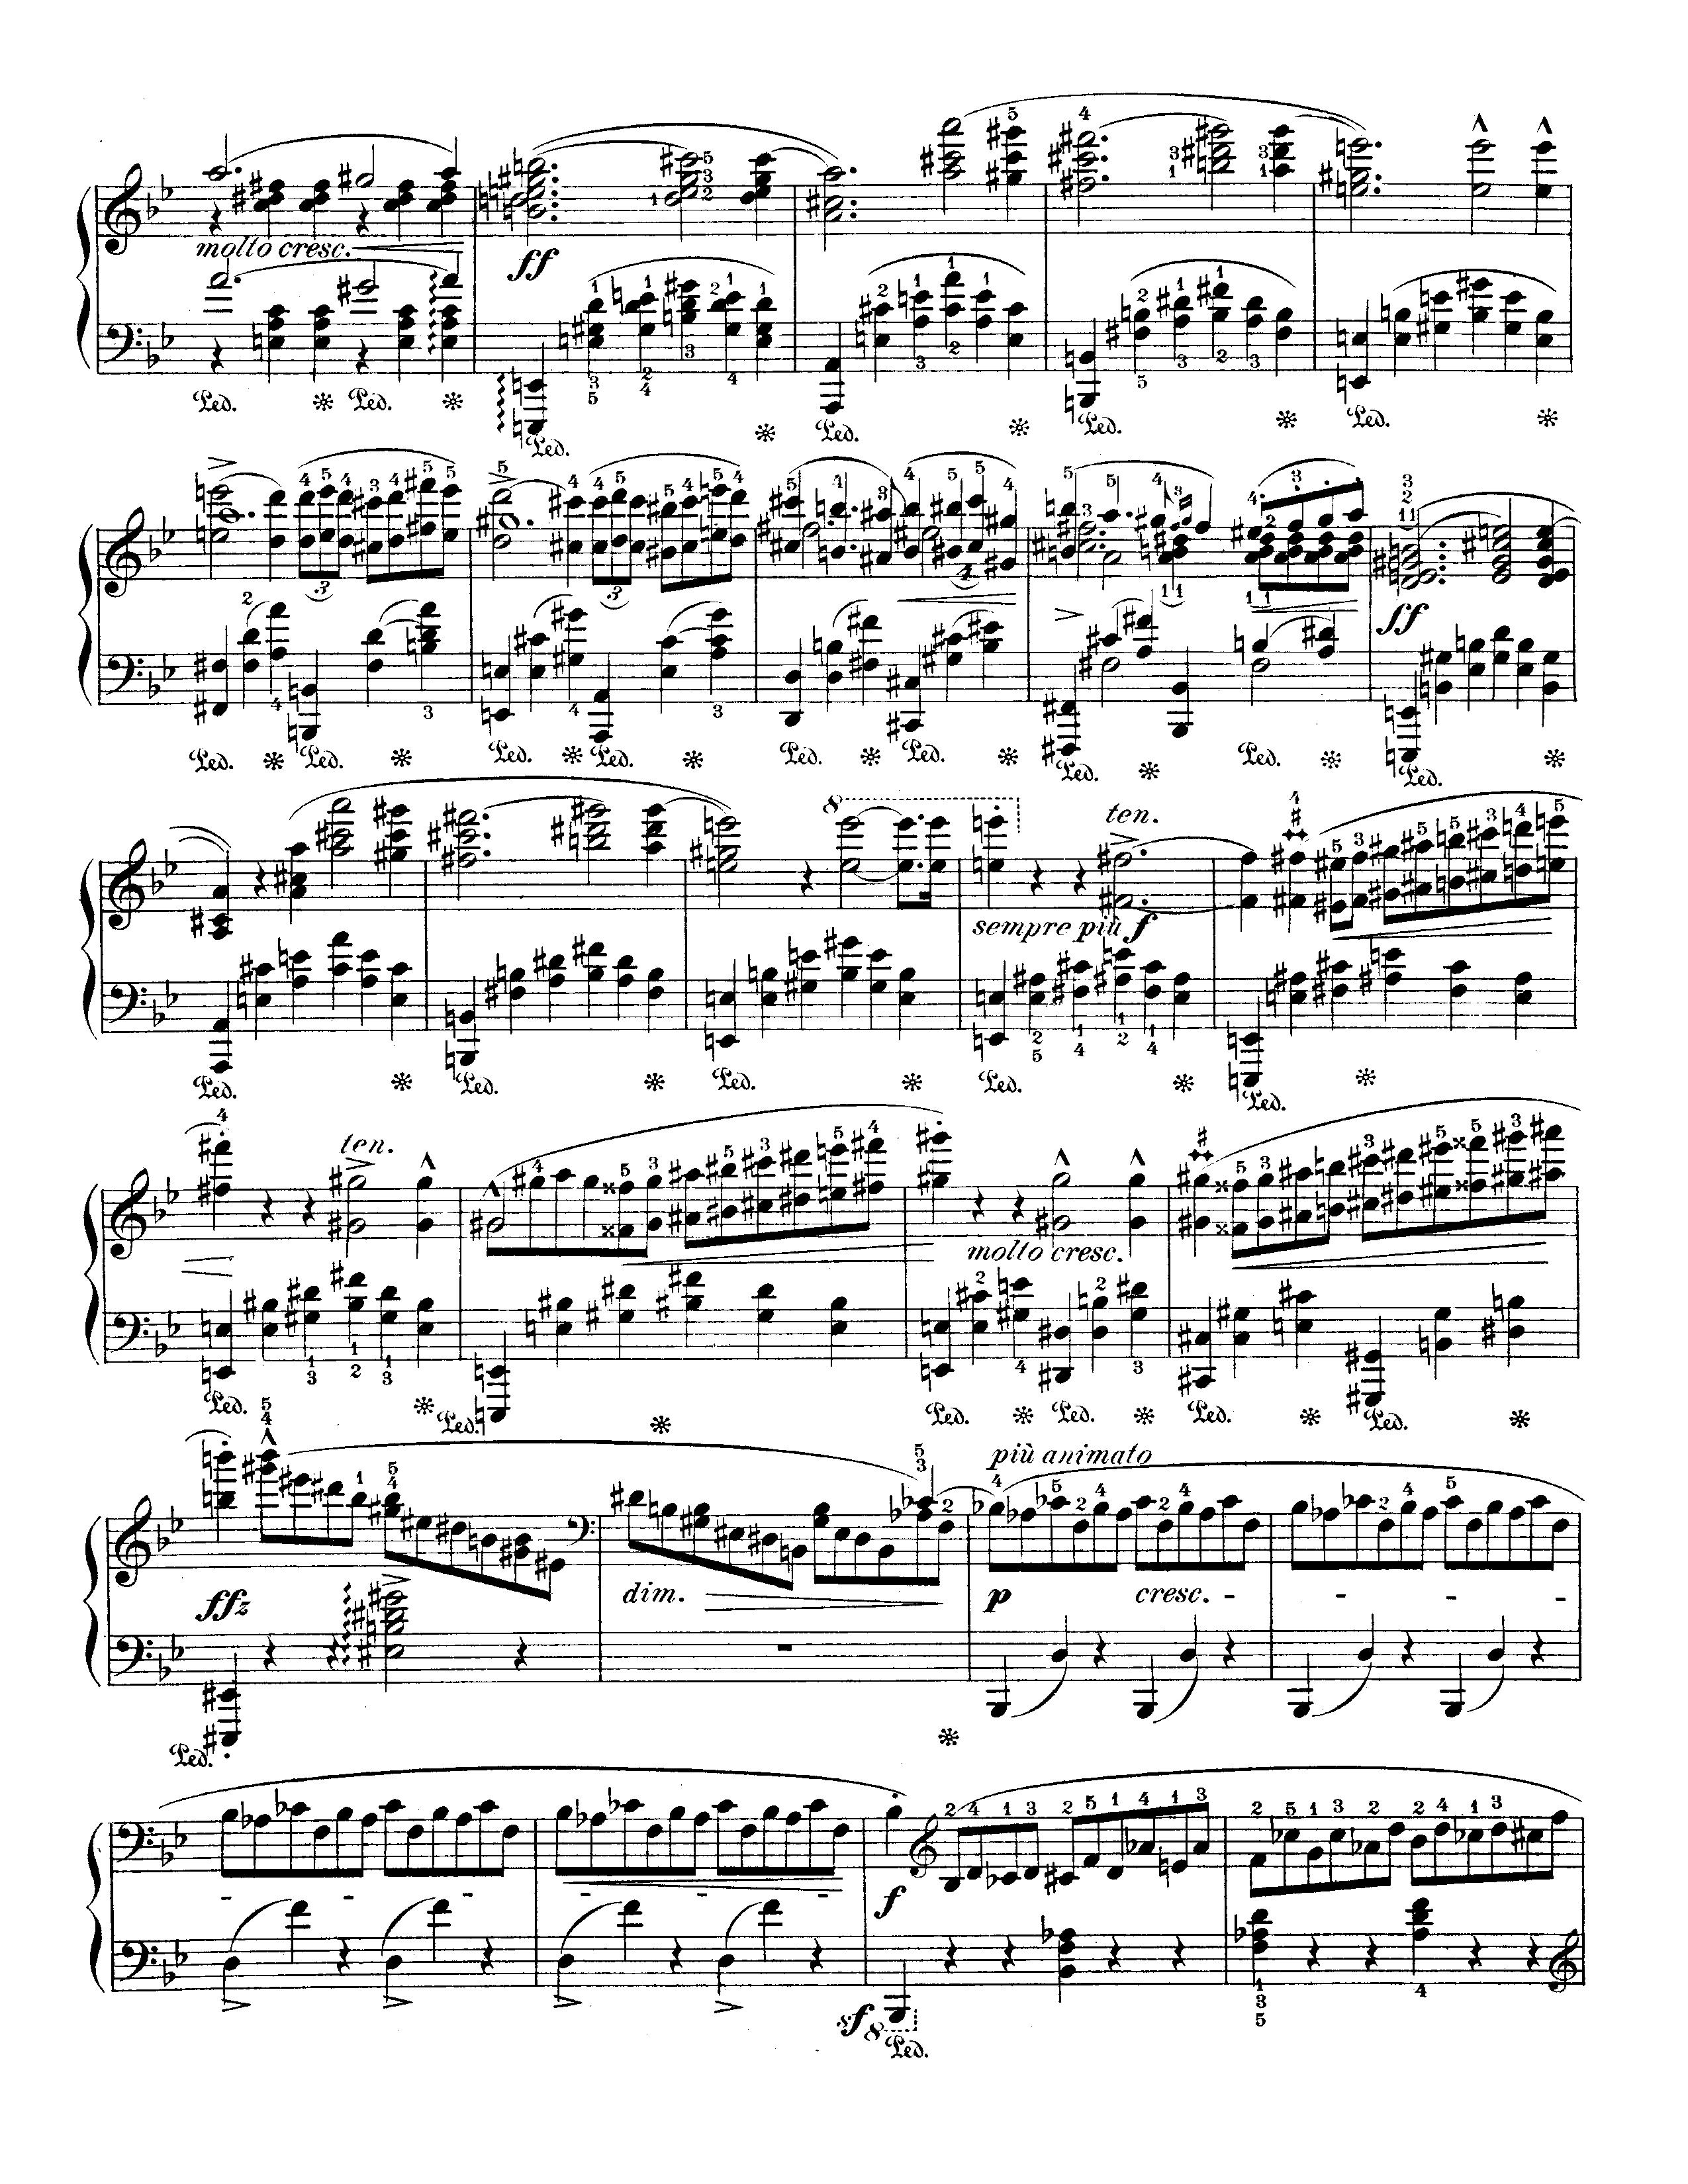 molto cresc.
ff
Ped. Ped. Ped. Ped. Ped. Ped.
ff
Ped. Ped. Ped. Ped. Ped. Ped. Ped. Ped. Ped.
8 ten.
sempre più f
Ped. Ped. Ped. Ped. Ped.
ten.
molto cresc.
Ped. Ped. Ped. Ped. Ped. Ped.
più animato
ffz dim. p cresc.
Ped.
f
sf 8
Ped.